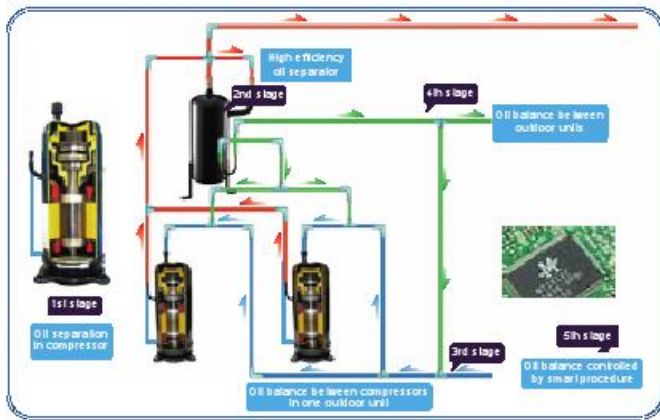 High efficiency
oil separator
2nd stage
4th stage
Oil balance between
outdoor units
1st stage
Oil separation
in compressor
3rd stage
5th stage
Oil balance controlled
by smart procedure
Oil balance between compressors
in one outdoor unit